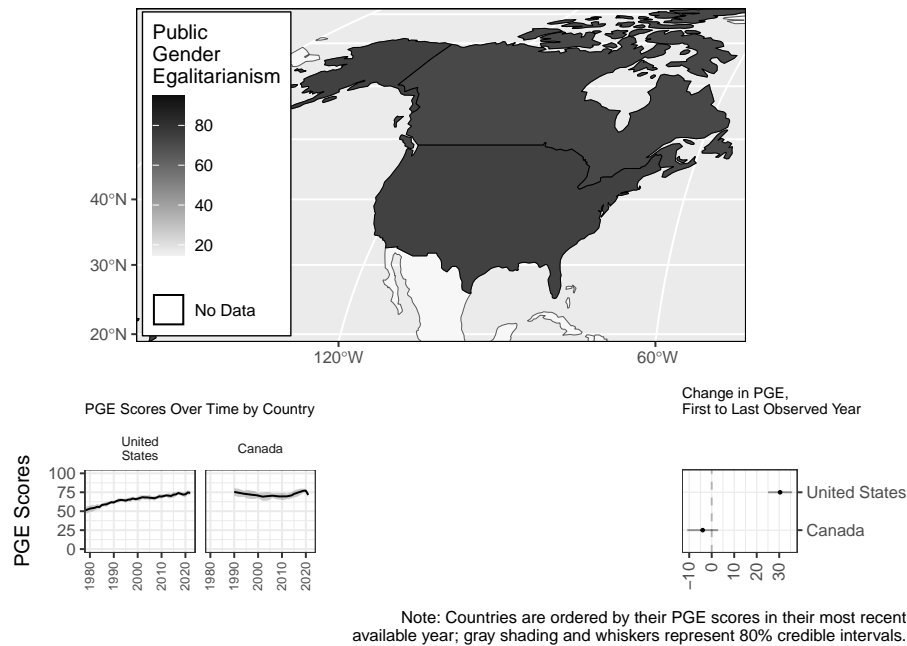 Public
Gender
Egalitarianism
80
60
40
20
No Data
40°N
30°N
20°N
120°W
60°W
PGE Scores Over Time by Country
Change in PGE,
First to Last Observed Year
United
States
Canada
PGE Scores
100
75
50
25
0
1980
1990
2000
2010
2020
1980
1990
2000
2010
2020
United States
Canada
−10
0
10
20
30
Note: Countries are ordered by their PGE scores in their most recent
available year; gray shading and whiskers represent 80% credible intervals.